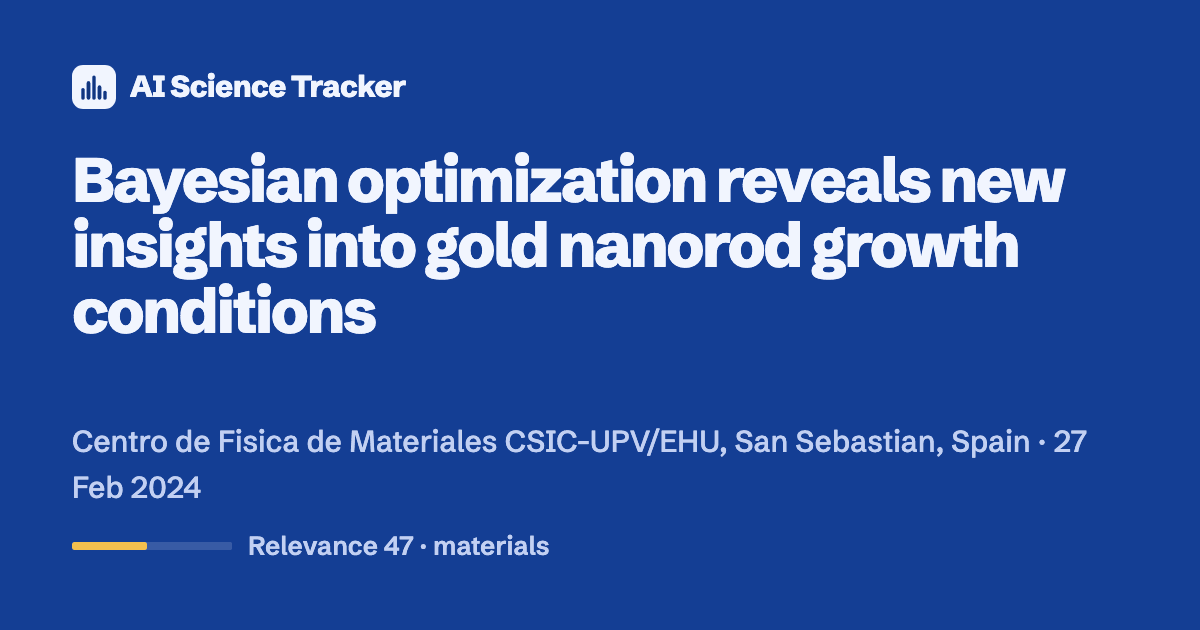 AI Science Tracker
Bayesian optimization reveals new
insights into gold nanorod growth
conditions
Centro de Fisica de Materiales CSIC-UPV/EHU, San Sebastian, Spain · 27
Feb 2024
Relevance 47 · materials